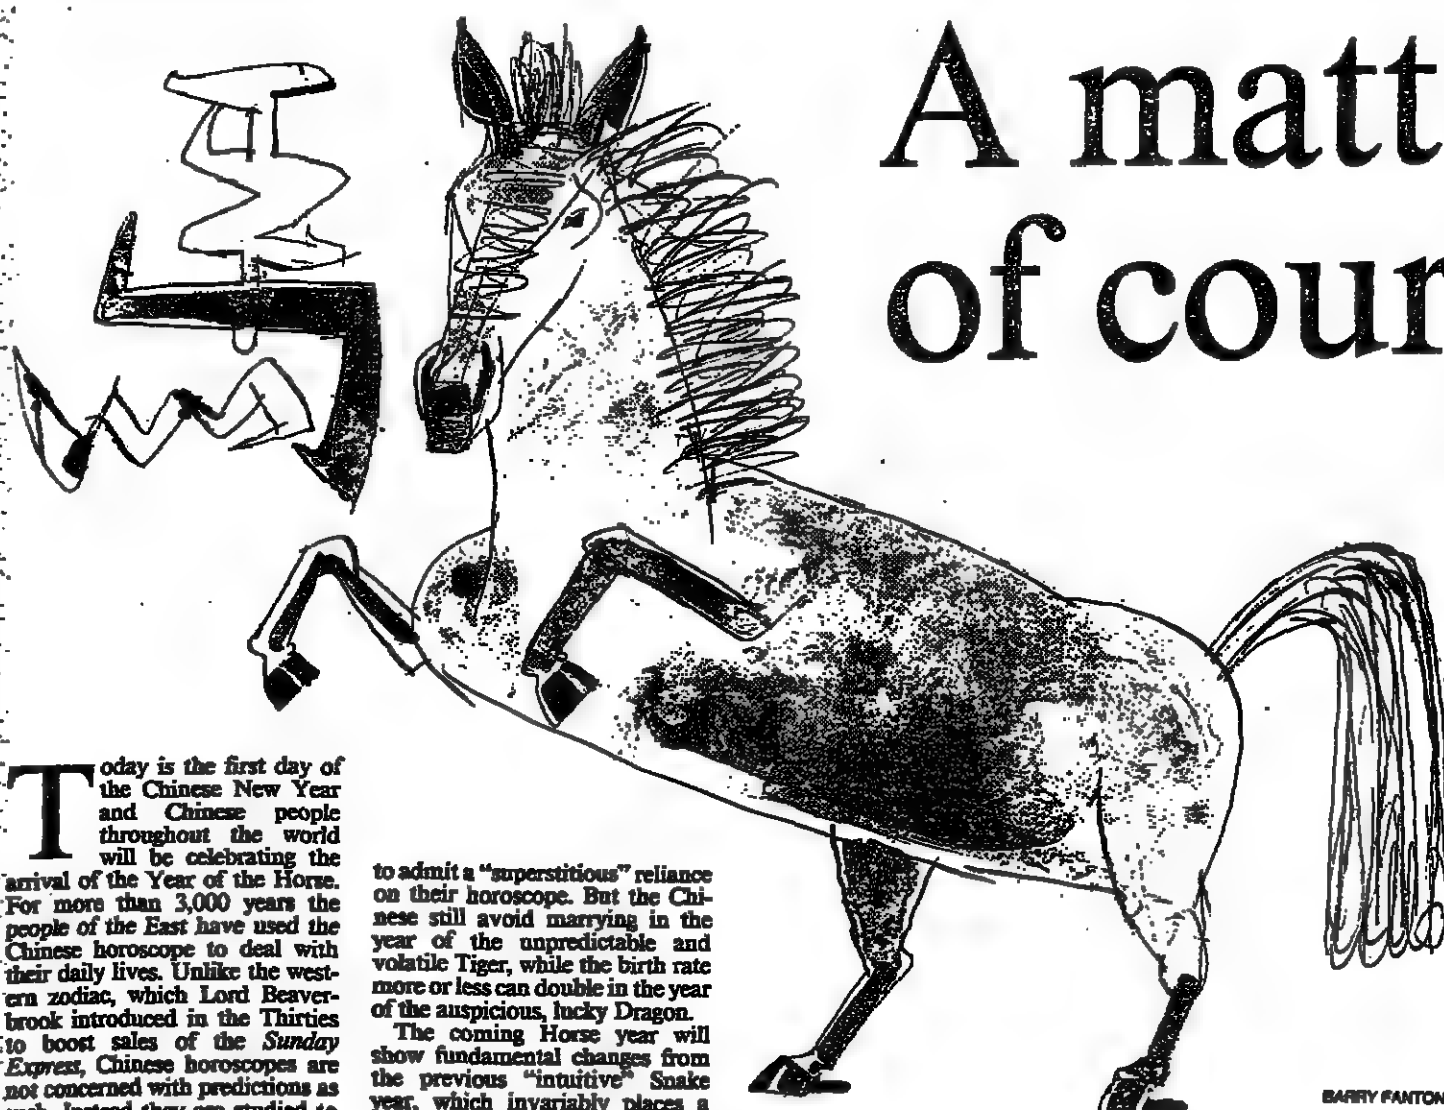 A matt
of cour
Today is the first day of
the Chinese New Year
and Chinese people
throughout the world
will be celebrating the
arrival of the Year of the Horse.
For more than 3,000 years the
people of the East have used the
Chinese horoscope to deal with
their daily lives. Unlike the west-
ern zodiac, which Lord Beaver-
brook introduced in the Thirties
to boost sales of the Sunday
Express, Chinese horoscopes are
not concerned with predictions as
such. Instead they are studied to
to admit a “superstitious” reliance
on their horoscope. But the Chi-
nese still avoid marrying in the
year of the unpredictable and
volatile Tiger, while the birth rate
more or less can double in the year
of the auspicious, lucky Dragon.
The coming Horse year will
show fundamental changes from
the previous “intuitive” Snake
year, which invariably places a
BARRY FANTON